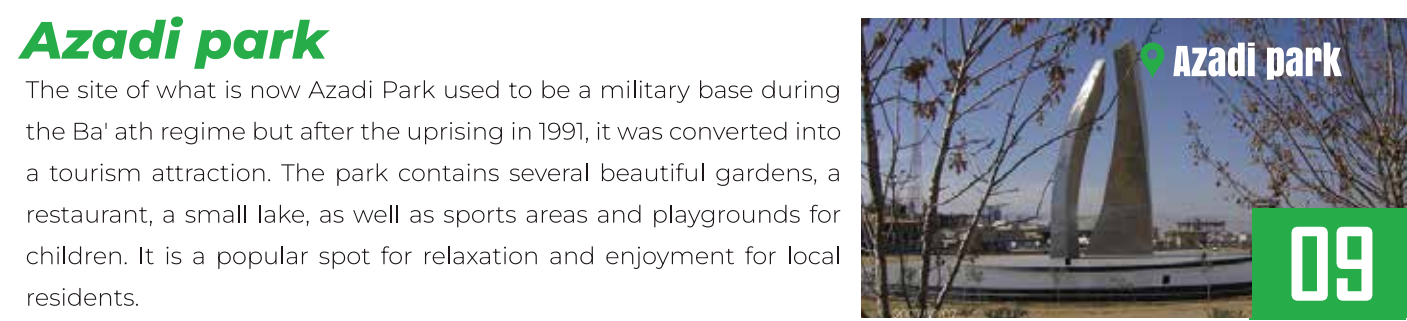 Azadi park
The site of what is now Azadi Park used to be a military base during
the Ba' ath regime but after the uprising in 1991, it was converted into
a tourism attraction. The park contains several beautiful gardens, a
restaurant, a small lake, as well as sports areas and playgrounds for
children. It is a popular spot for relaxation and enjoyment for local
residents.
Azadi park
09